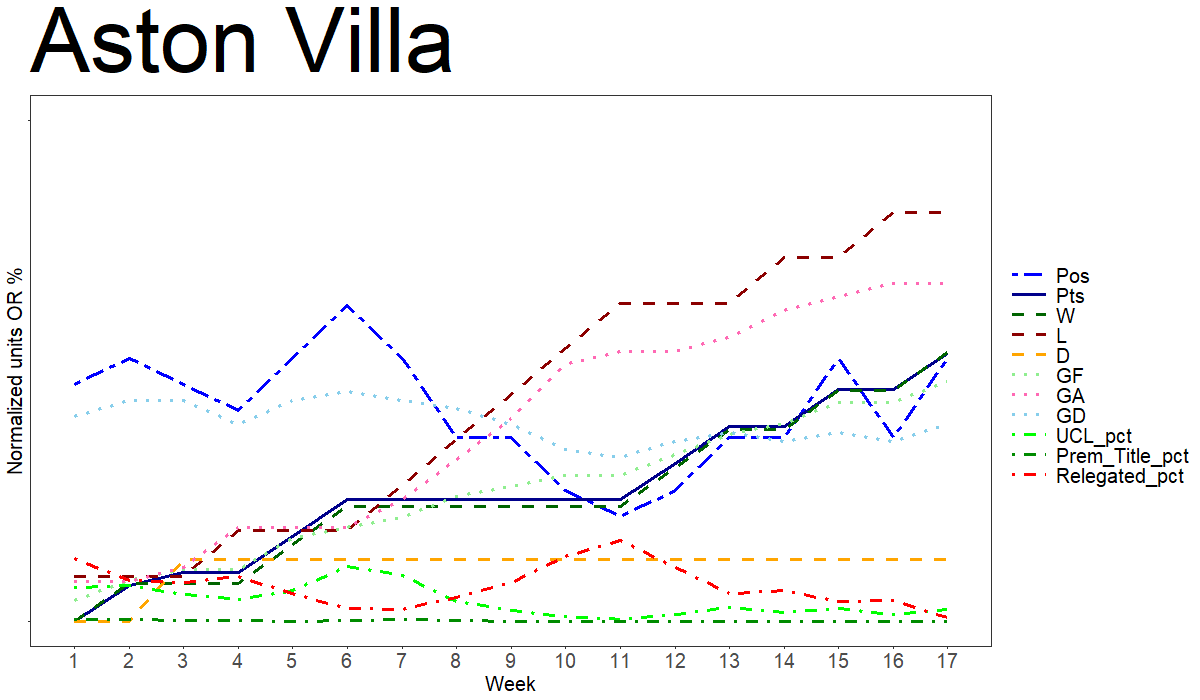 Aston Villa
Normalized units OR %
1 2 3 4 5 6 7 8 9 10 11 12 13 14 15 16 17
Week
Pos
Pts
W
L
D
GF
GA
GD
UCL_pct
Prem_Title_pct
Relegated_pct